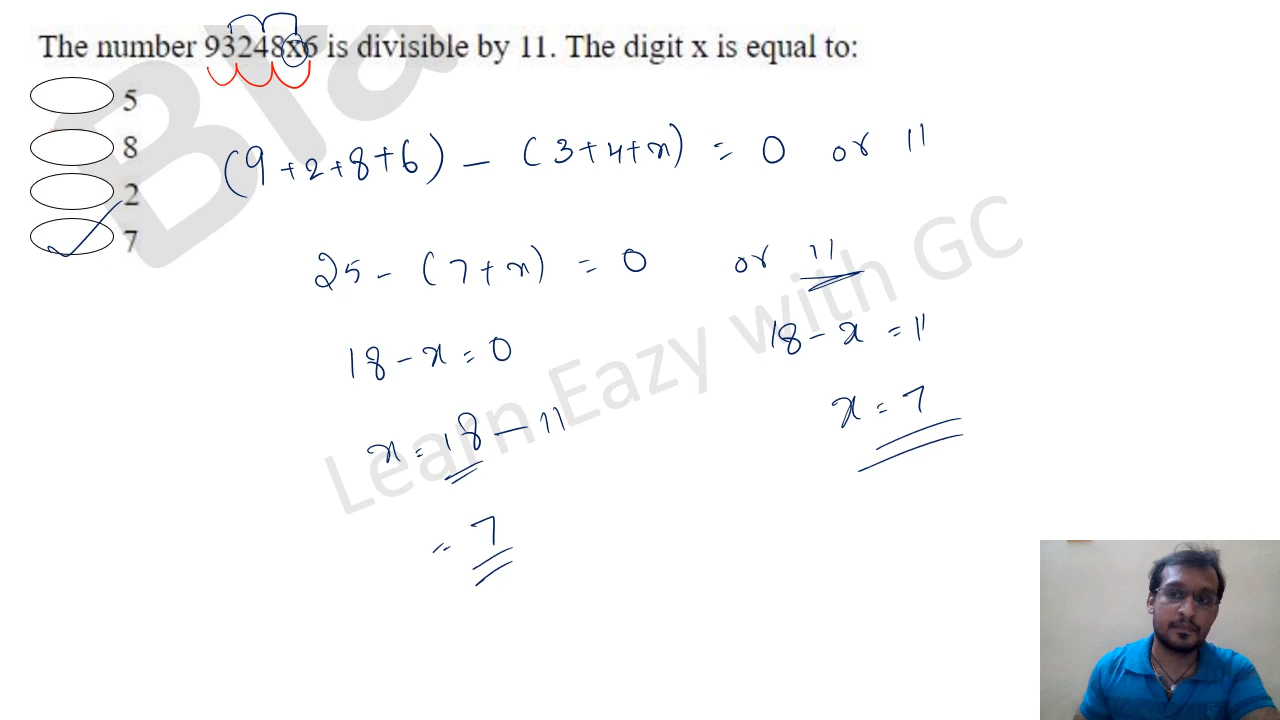 The number 93248x6 is divisible by 11. The digit x is equal to:
5
8
2
7
(9+2+8+6) - (3+4+x) = 0 or 11
25 - (7+x) = 0 or 11
18 - x = 0 18 - x = 11
x = 18 - 11 x = 7
= 7
Bla
Learn Eazy with GC